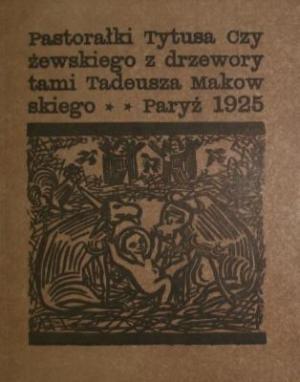 Pastorałki Tytusa Czy
żewskiego z drzewory
tami Tadeusza Makow
skiego ★ ★ Paryż 1925